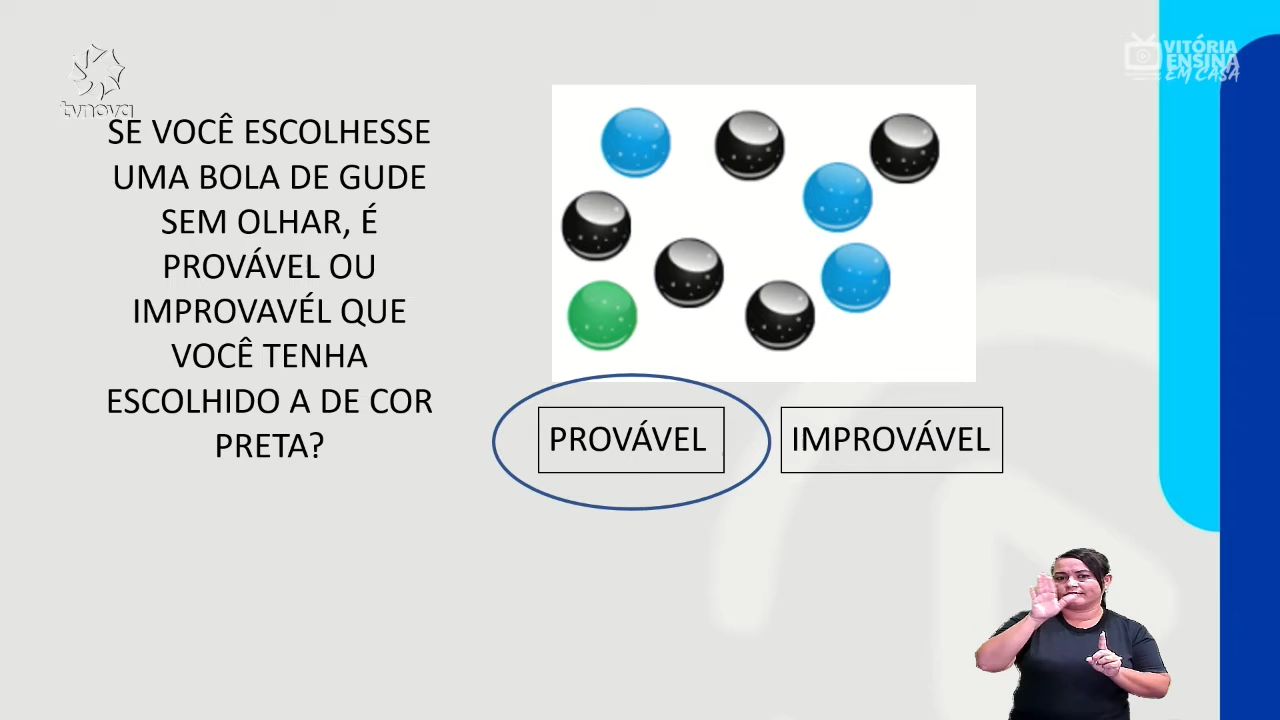 tvnova
VITÓRIA
ENSINA
EM CASA
SE VOCÊ ESCOLHESSE
UMA BOLA DE GUDE
SEM OLHAR, É
PROVÁVEL OU
IMPROVAVÉL QUE
VOCÊ TENHA
ESCOLHIDO A DE COR
PRETA?
PROVÁVEL
IMPROVÁVEL